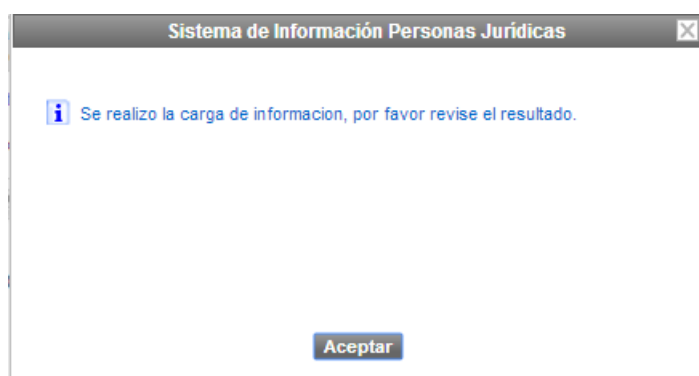 Sistema de Información Personas Jurídicas
Se realizo la carga de informacion, por favor revise el resultado.
Aceptar